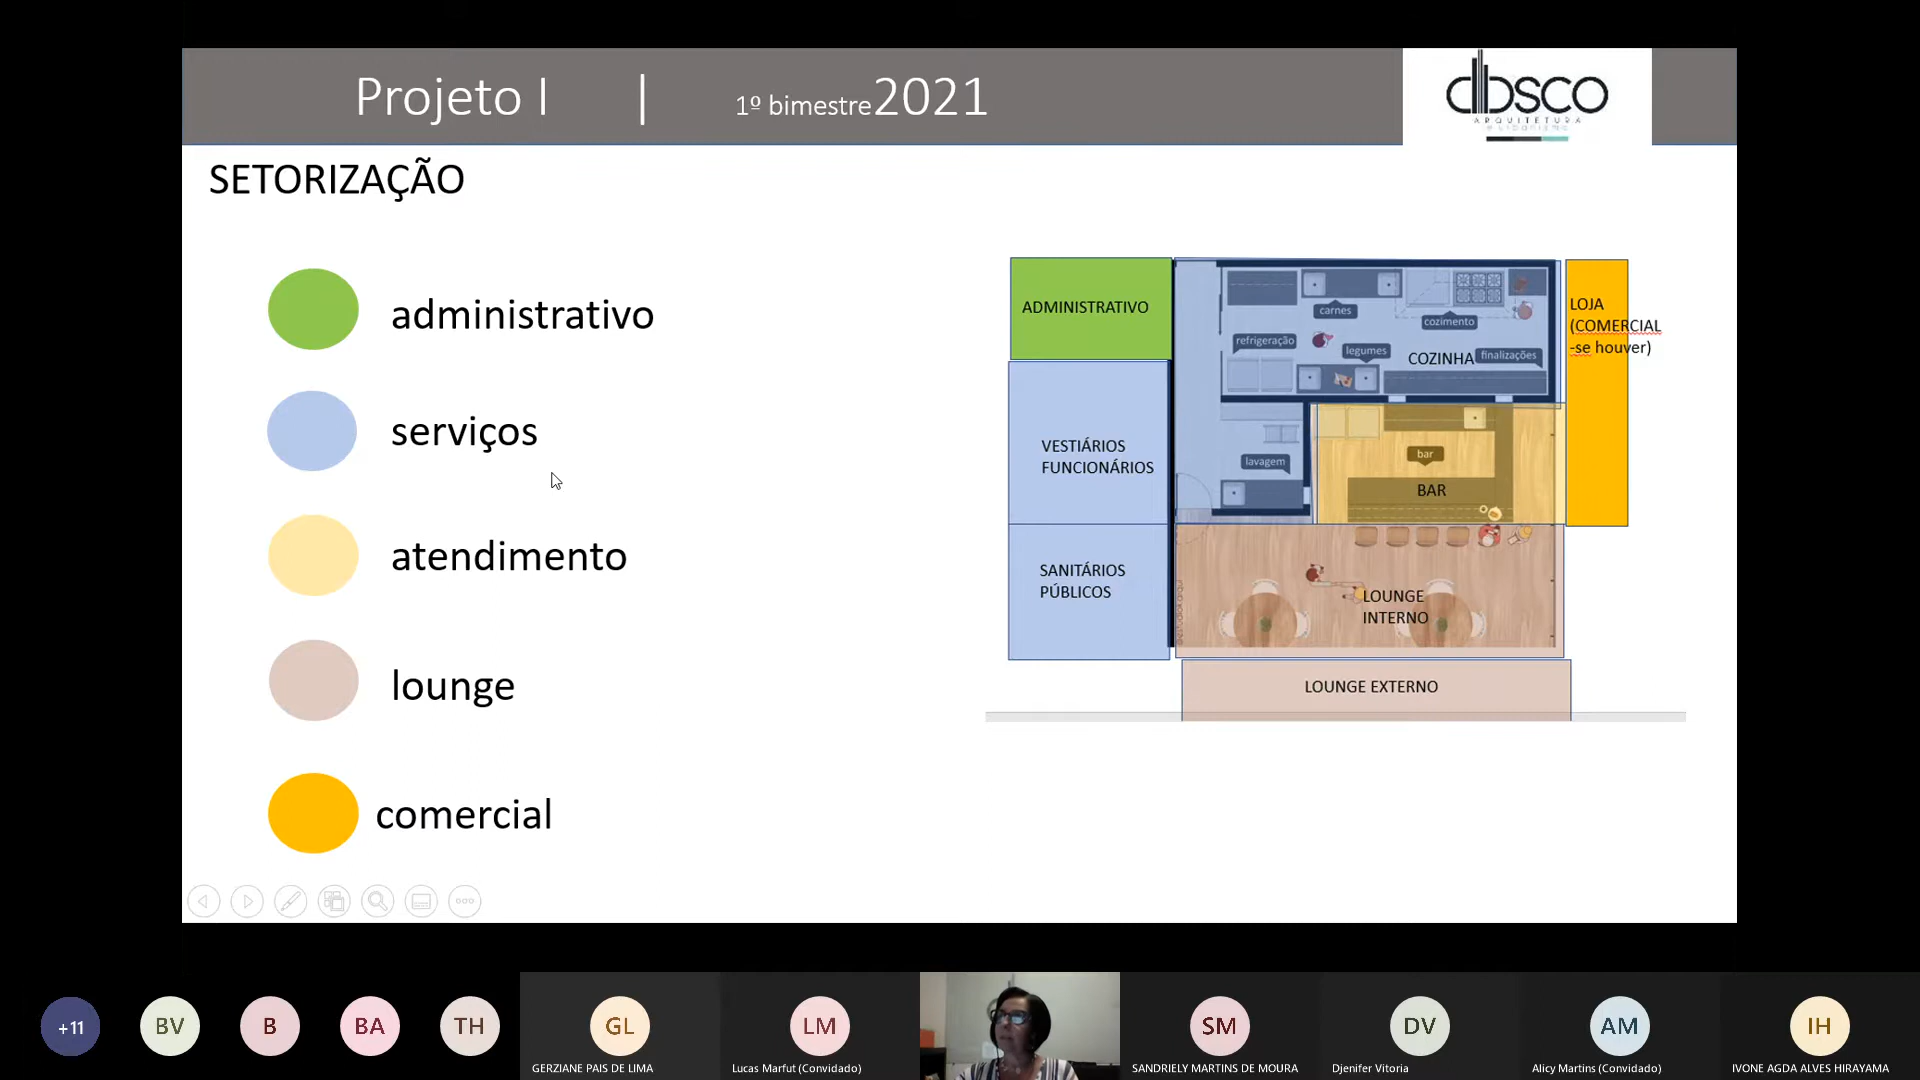 Projeto I | 1º bimestre2021
dbsco
ARQUITETURA
e urbanismo
SETORIZAÇÃO
administrativo
serviços
atendimento
lounge
comercial
ADMINISTRATIVO
VESTIÁRIOS
FUNCIONÁRIOS
SANITÁRIOS
PÚBLICOS
carnes
cozimento
refrigeração
legumes
COZINHA
finalizações
lavagem
bar
BAR
LOUNGE
INTERNO
LOUNGE EXTERNO
LOJA
(COMERCIAL
-se houver)
+11
BV
B
BA
TH
GL
GERZIANE PAIS DE LIMA
LM
Lucas Marfut (Convidado)
SM
SANDRIELY MARTINS DE MOURA
DV
Djenifer Vitoria
AM
Alicy Martins (Convidado)
IH
IVONE AGDA ALVES HIRAYAMA